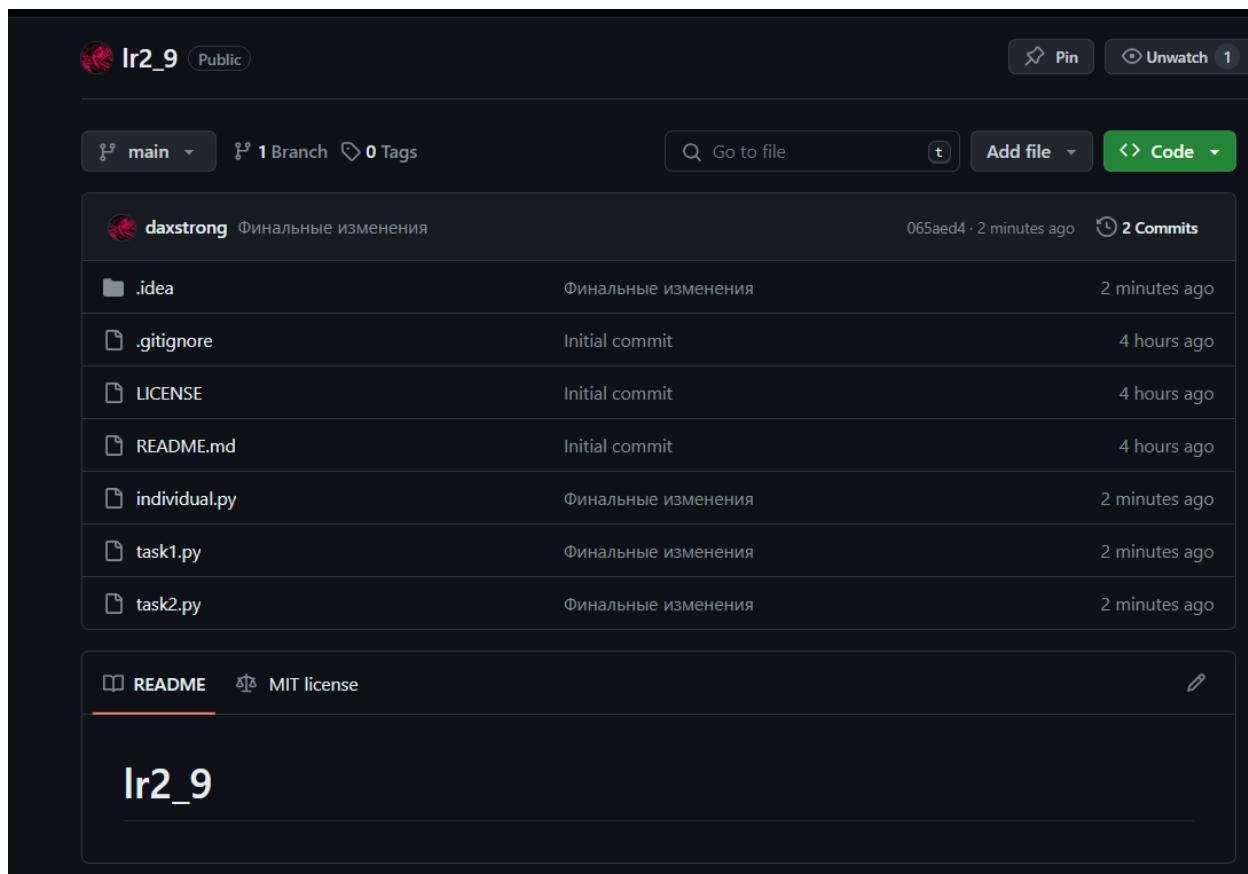 lr2_9 Public Pin Unwatch 1
main 1 Branch 0 Tags Go to file t Add file Code
daxstrong Финальные изменения 065aed4 · 2 minutes ago 2 Commits
.idea Финальные изменения 2 minutes ago
.gitignore Initial commit 4 hours ago
LICENSE Initial commit 4 hours ago
README.md Initial commit 4 hours ago
individual.py Финальные изменения 2 minutes ago
task1.py Финальные изменения 2 minutes ago
task2.py Финальные изменения 2 minutes ago
README MIT license
lr2_9